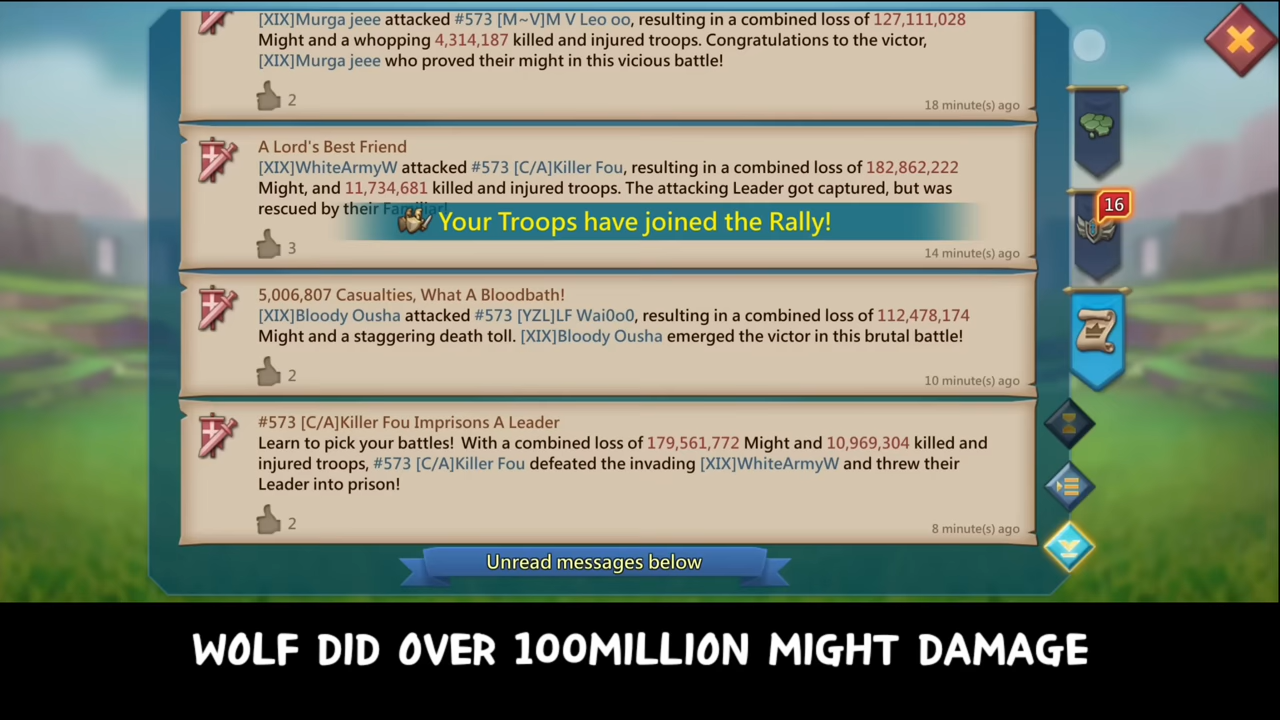 [XIX]Murga jeee attacked #573 [M~V]M V Leo oo, resulting in a combined loss of 127,111,028
Might and a whopping 4,314,187 killed and injured troops. Congratulations to the victor,
[XIX]Murga jeee who proved their might in this vicious battle!
2
18 minute(s) ago
A Lord's Best Friend
[XIX]WhiteArmyW attacked #573 [C/A]Killer Fou, resulting in a combined loss of 182,862,222
Might, and 11,734,681 killed and injured troops. The attacking Leader got captured, but was
rescued by their Familiar!
Your Troops have joined the Rally!
3
14 minute(s) ago
16
5,006,807 Casualties, What A Bloodbath!
[XIX]Bloody Ousha attacked #573 [YZL]LF Wai0o0, resulting in a combined loss of 112,478,174
Might and a staggering death toll. [XIX]Bloody Ousha emerged the victor in this brutal battle!
2
10 minute(s) ago
#573 [C/A]Killer Fou Imprisons A Leader
Learn to pick your battles! With a combined loss of 179,561,772 Might and 10,969,304 killed and
injured troops, #573 [C/A]Killer Fou defeated the invading [XIX]WhiteArmyW and threw their
Leader into prison!
2
8 minute(s) ago
Unread messages below
WOLF DID OVER 100MILLION MIGHT DAMAGE